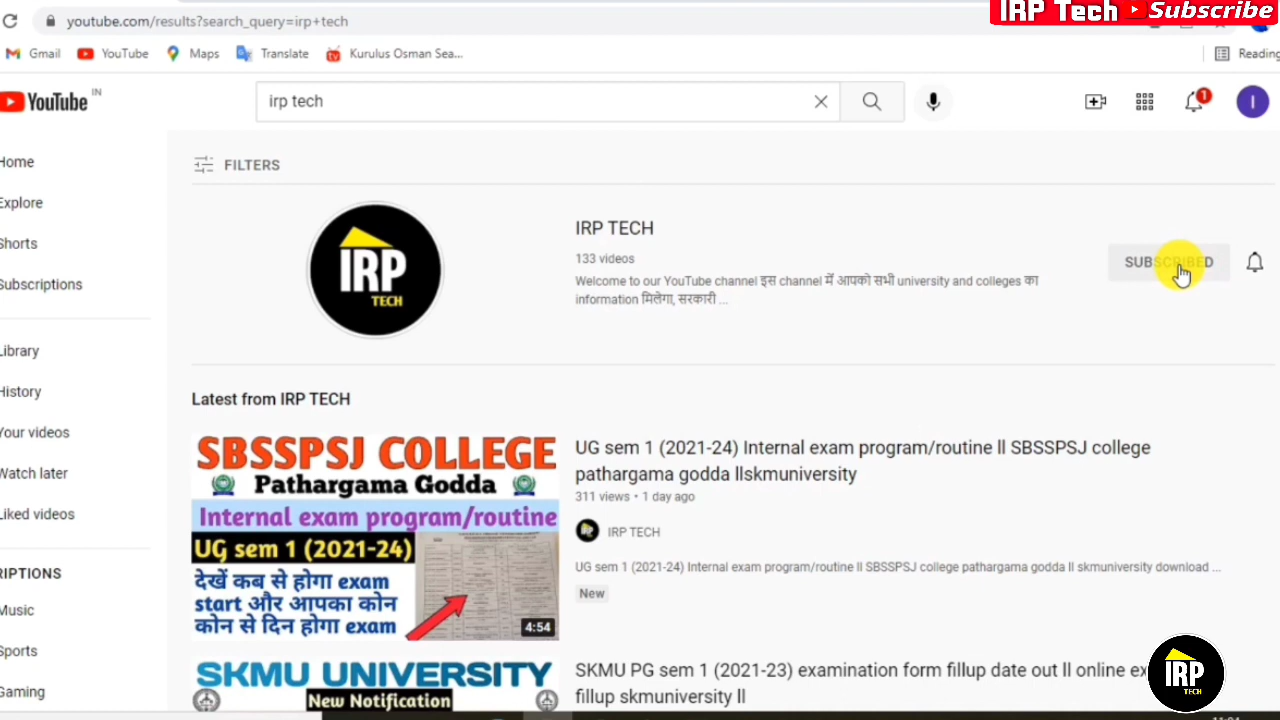 IRP Tech Subscribe
youtube.com/results?search_query=irp+tech
Gmail YouTube Maps Translate Kurulus Osman Sea... Reading
YouTube IN
irp tech
1
I
Home
FILTERS
Explore
Shorts
Subscriptions
IRP TECH
IRP TECH
133 videos
Welcome to our YouTube channel इस channel में आपको सभी university and colleges का
information मिलेगा, सरकारी ...
SUBSCRIBED
Library
History
Your videos
Watch later
Liked videos
RIPTIONS
Music
Sports
Gaming
Latest from IRP TECH
SBSSPSJ COLLEGE
Pathargama Godda
Internal exam program/routine
UG sem 1 (2021-24)
देखें कब से होगा exam
start और आपका कोन
कोन से दिन होगा exam
4:54
UG sem 1 (2021-24) Internal exam program/routine ll SBSSPSJ college
pathargama godda llskmuniversity
311 views • 1 day ago
IRP TECH
UG sem 1 (2021-24) Internal exam program/routine ll SBSSPSJ college pathargama godda ll skmuniversity download ...
New
SKMU UNIVERSITY
New Notification
SKMU PG sem 1 (2021-23) examination form fillup date out ll online ex
fillup skmuniversity ll
IRP
TECH